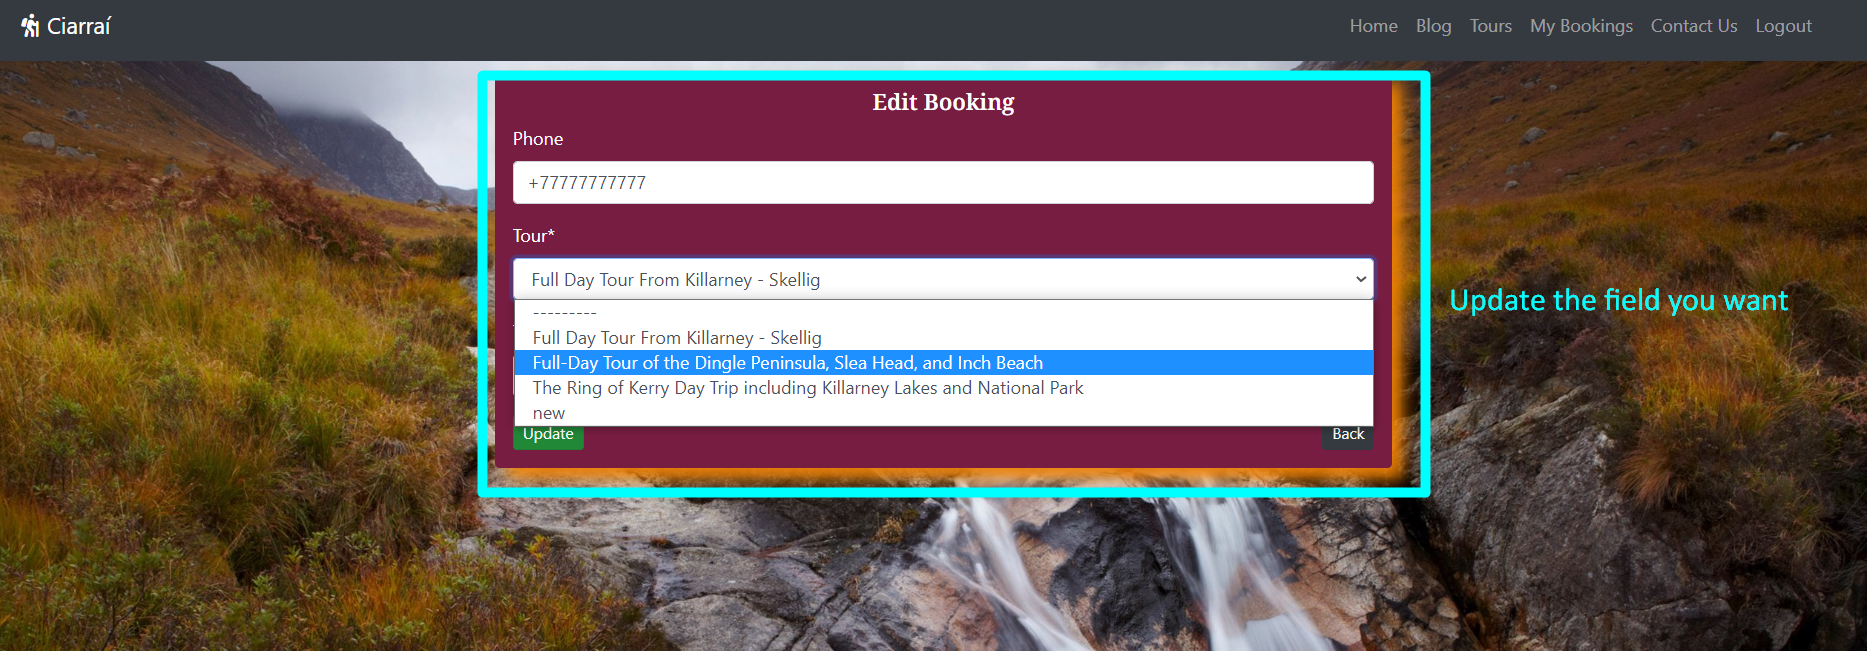 Ciarraí
Home Blog Tours My Bookings Contact Us Logout
Edit Booking
Phone
+77777777777
Tour*
Full Day Tour From Killarney - Skellig
---------
Full Day Tour From Killarney - Skellig
Full-Day Tour of the Dingle Peninsula, Slea Head, and Inch Beach
The Ring of Kerry Day Trip including Killarney Lakes and National Park
new
Update Back
Update the field you want